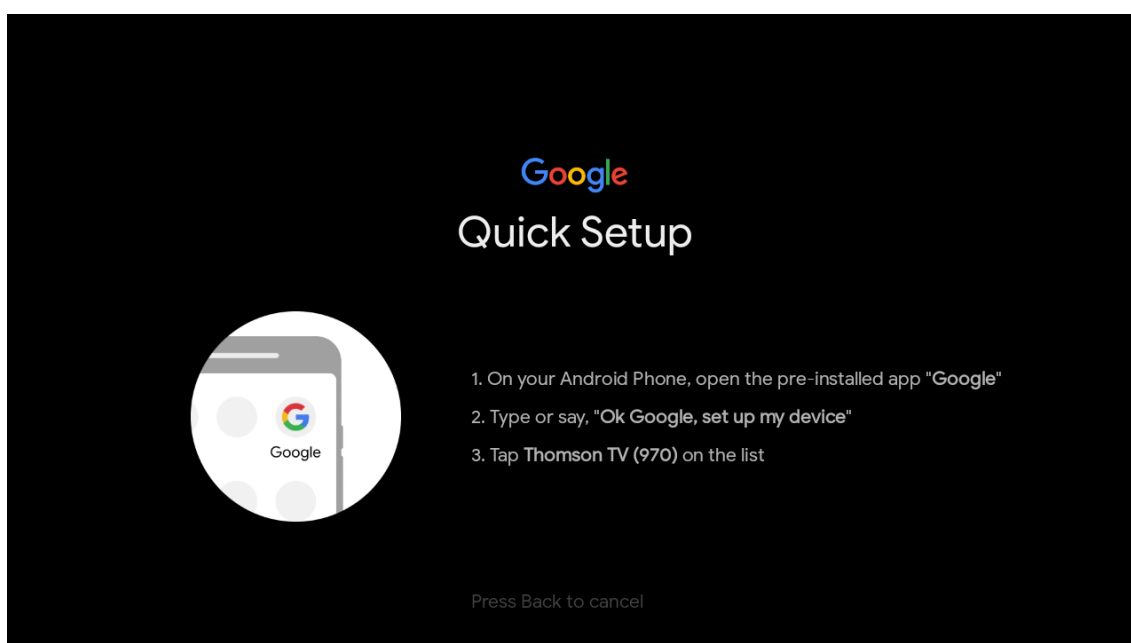 Google
Quick Setup
1. On your Android Phone, open the pre-installed app "Google"
2. Type or say, "Ok Google, set up my device"
3. Tap Thomson TV (970) on the list
Google
Press Back to cancel